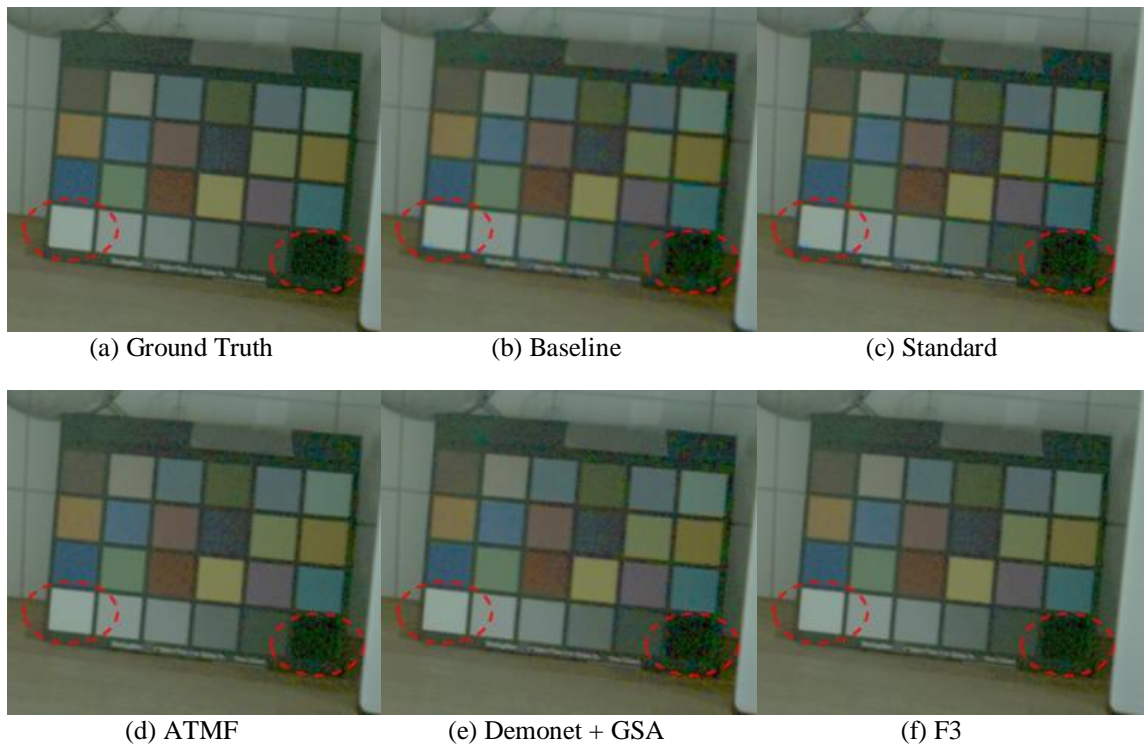 (a) Ground Truth
(b) Baseline
(c) Standard
(d) ATMF
(e) Demonet + GSA
(f) F3